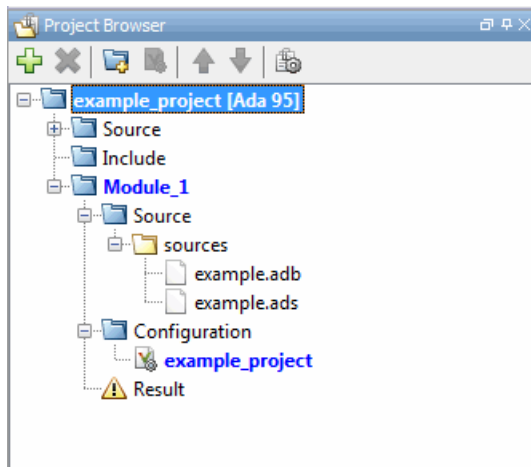 Project Browser
example_project [Ada 95]
Source
Include
Module_1
Source
sources
example.adb
example.ads
Configuration
example_project
Result